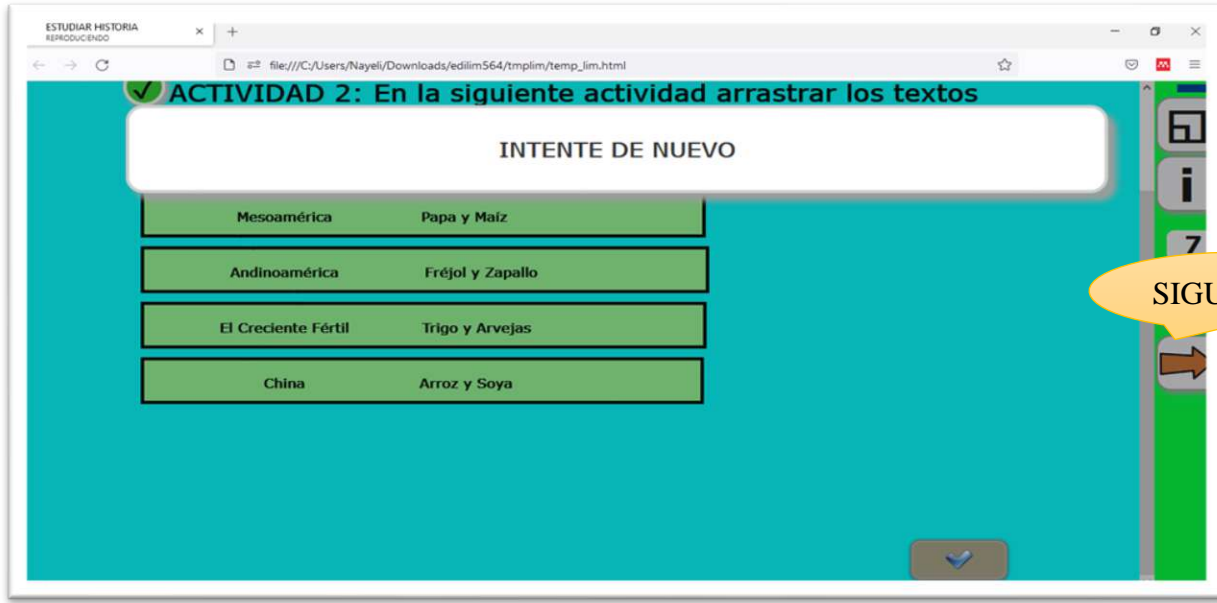 ESTUDIAR HISTORIA
REPRODUCIENDO
file:///C:/Users/Nayeli/Downloads/edilim564/tmplim/temp_lim.html
ACTIVIDAD 2: En la siguiente actividad arrastrar los textos
INTENTE DE NUEVO
i
Mesoamérica Papa y Maíz
7
Andinoamérica Fréjol y Zapallo
SIGU
El Creciente Fértil Trigo y Arvejas
China Arroz y Soya